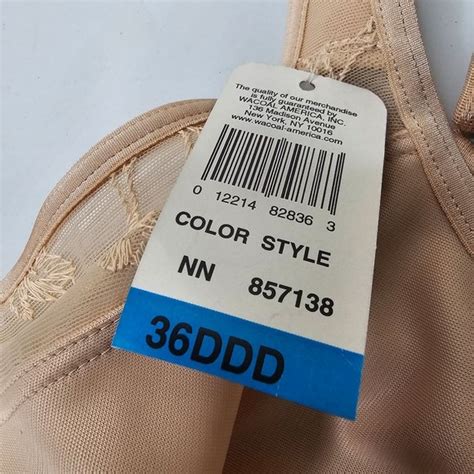 The quality of our merchandise
is fully guaranteed by
WACOAL AMERICA, INC.
136 Madison Avenue
New York, NY 10016
www.wacoal-america.com
0 12214 82836 3
COLOR STYLE
NN 857138
36DDD